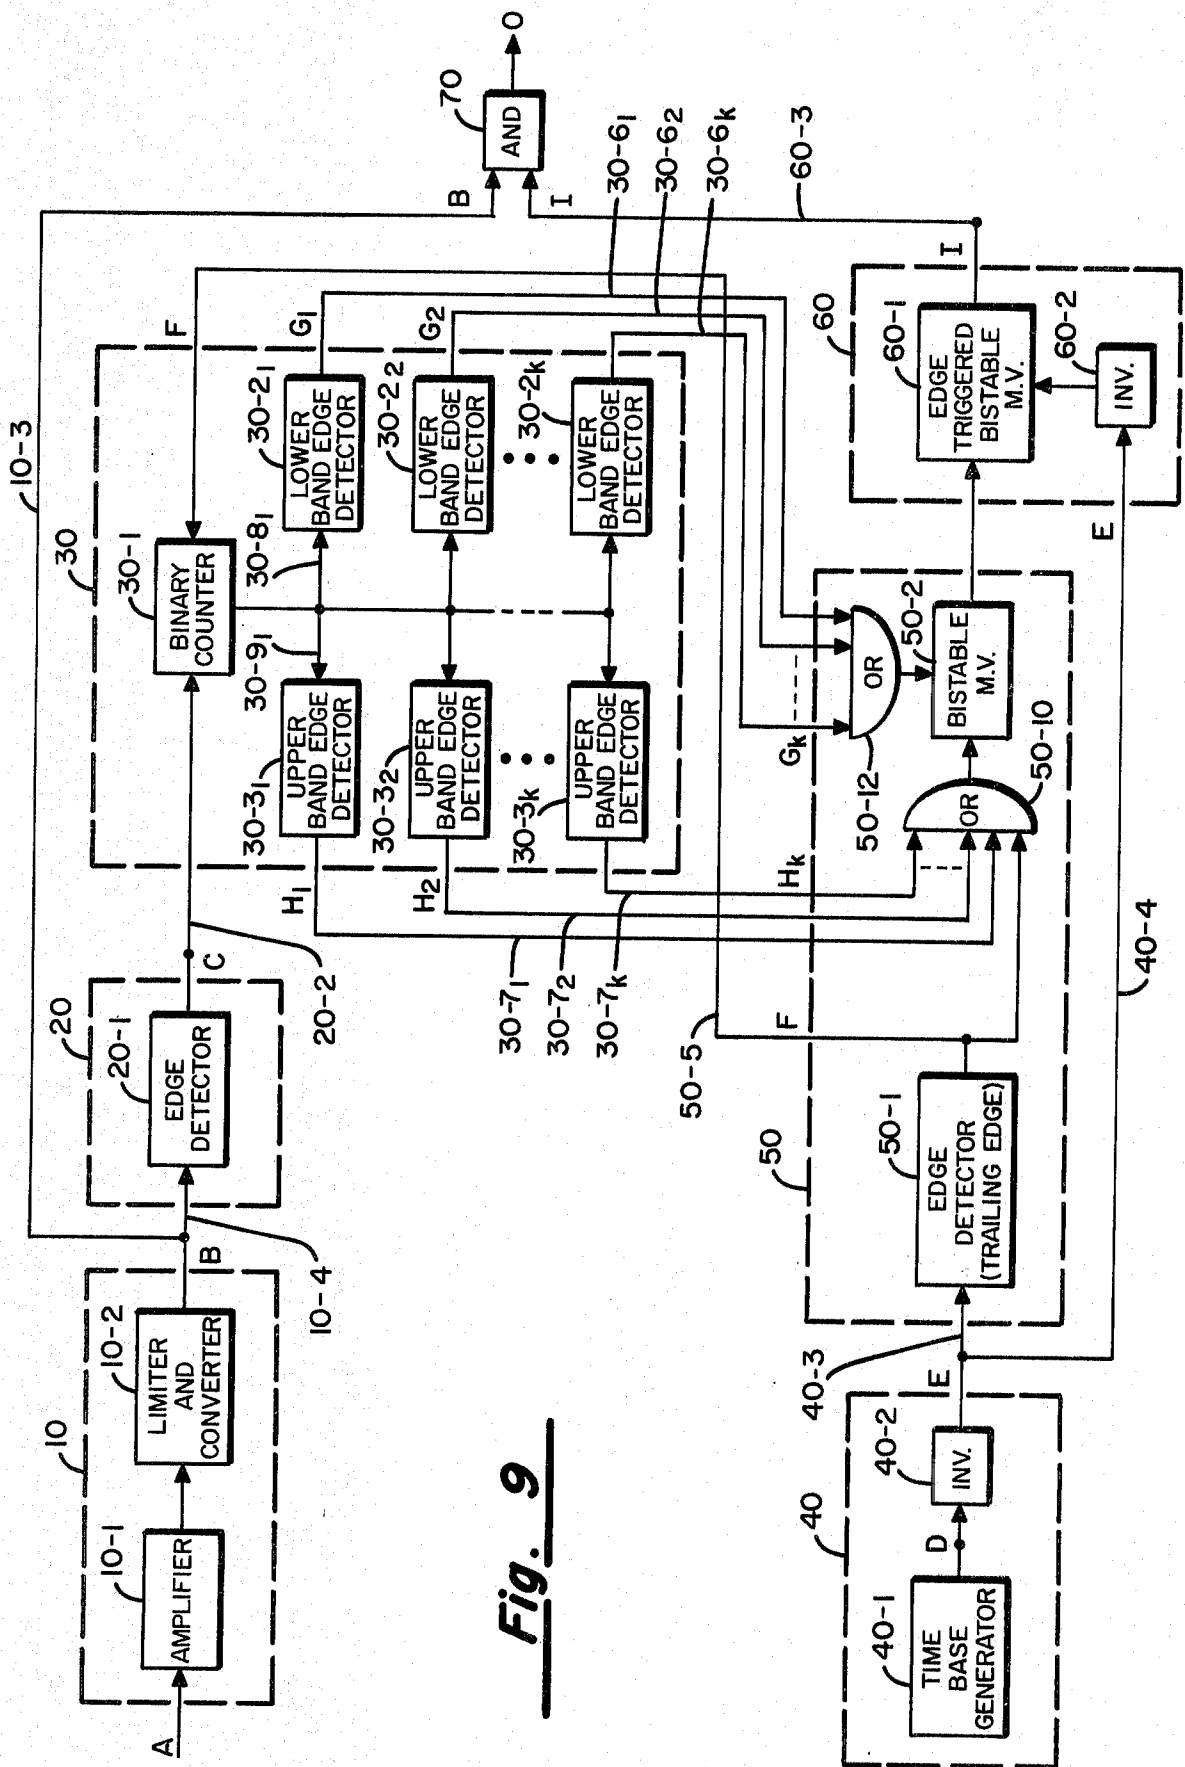 A
10
10-1
AMPLIFIER
10-2
LIMITER
AND
CONVERTER
B
10-4
10-3
20
20-1
EDGE
DETECTOR
C
20-2
30
30-1
BINARY
COUNTER
F
30-9₁
30-8₁
30-3₁
UPPER
BAND EDGE
DETECTOR
30-2₁
LOWER
BAND EDGE
DETECTOR
H₁
G₁
30-3₂
UPPER
BAND EDGE
DETECTOR
30-2₂
LOWER
BAND EDGE
DETECTOR
H₂
G₂
30-3k
UPPER
BAND EDGE
DETECTOR
30-2k
LOWER
BAND EDGE
DETECTOR
Hk
Gk
30-7₁
30-7₂
30-7k
30-6₁
30-6₂
30-6k
B
I
70
AND
O
60-3
40
40-1
TIME
BASE
GENERATOR
D
40-2
INV.
E
40-3
40-4
50
50-1
EDGE
DETECTOR
(TRAILING EDGE)
F
50-5
50-12
OR
50-10
OR
50-2
BISTABLE
M.V.
E
60
60-1
EDGE
TRIGGERED
BISTABLE
M.V.
60-2
INV.
I
Fig. 9